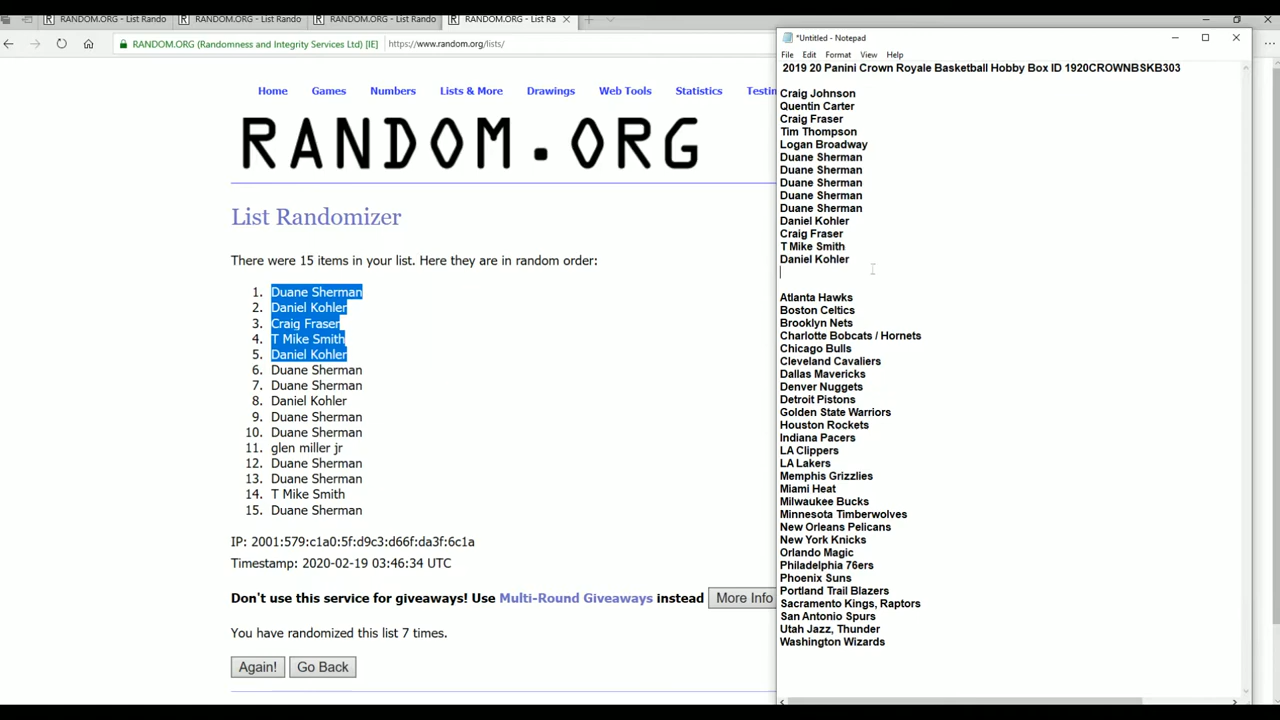 RANDOM.ORG - List Rando
RANDOM.ORG - List Rando
RANDOM.ORG - List Rando
RANDOM.ORG - List Ra
RANDOM.ORG (Randomness and Integrity Services Ltd) [IE]
https://www.random.org/lists/
Home Games Numbers Lists & More Drawings Web Tools Statistics Testin
RANDOM.ORG
List Randomizer
There were 15 items in your list. Here they are in random order:
1. Duane Sherman
2. Daniel Kohler
3. Craig Fraser
4. T Mike Smith
5. Daniel Kohler
6. Duane Sherman
7. Duane Sherman
8. Daniel Kohler
9. Duane Sherman
10. Duane Sherman
11. glen miller jr
12. Duane Sherman
13. Duane Sherman
14. T Mike Smith
15. Duane Sherman
IP: 2001:579:c1a0:5f:d9c3:d66f:da3f:6c1a
Timestamp: 2020-02-19 03:46:34 UTC
Don't use this service for giveaways! Use Multi-Round Giveaways instead More Info
You have randomized this list 7 times.
Again! Go Back
*Untitled - Notepad
File Edit Format View Help
2019 20 Panini Crown Royale Basketball Hobby Box ID 1920CROWNBSKB303
Craig Johnson
Quentin Carter
Craig Fraser
Tim Thompson
Logan Broadway
Duane Sherman
Duane Sherman
Duane Sherman
Duane Sherman
Duane Sherman
Daniel Kohler
Craig Fraser
T Mike Smith
Daniel Kohler
Atlanta Hawks
Boston Celtics
Brooklyn Nets
Charlotte Bobcats / Hornets
Chicago Bulls
Cleveland Cavaliers
Dallas Mavericks
Denver Nuggets
Detroit Pistons
Golden State Warriors
Houston Rockets
Indiana Pacers
LA Clippers
LA Lakers
Memphis Grizzlies
Miami Heat
Milwaukee Bucks
Minnesota Timberwolves
New Orleans Pelicans
New York Knicks
Orlando Magic
Philadelphia 76ers
Phoenix Suns
Portland Trail Blazers
Sacramento Kings, Raptors
San Antonio Spurs
Utah Jazz, Thunder
Washington Wizards